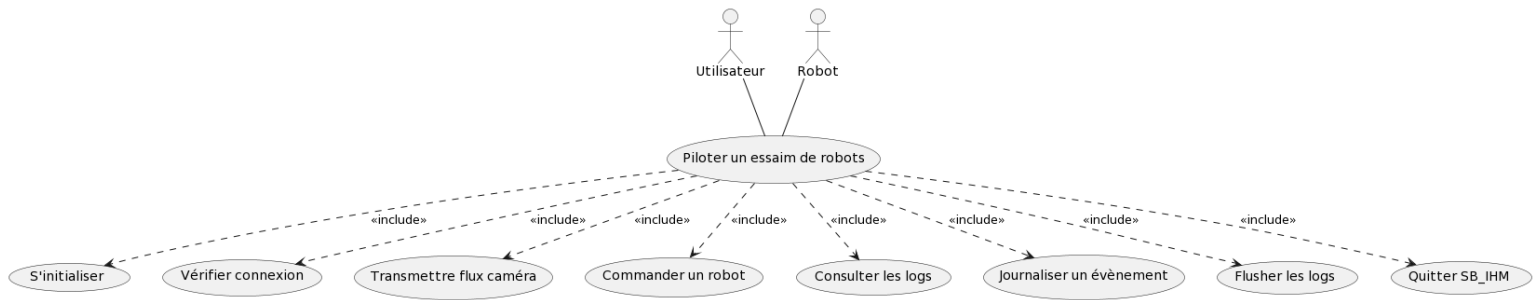 Utilisateur
Robot
Piloter un essaim de robots
«include»
«include»
«include»
«include»
«include»
«include»
«include»
«include»
S'initialiser
Vérifier connexion
Transmettre flux caméra
Commander un robot
Consulter les logs
Journaliser un évènement
Flusher les logs
Quitter SB_IHM